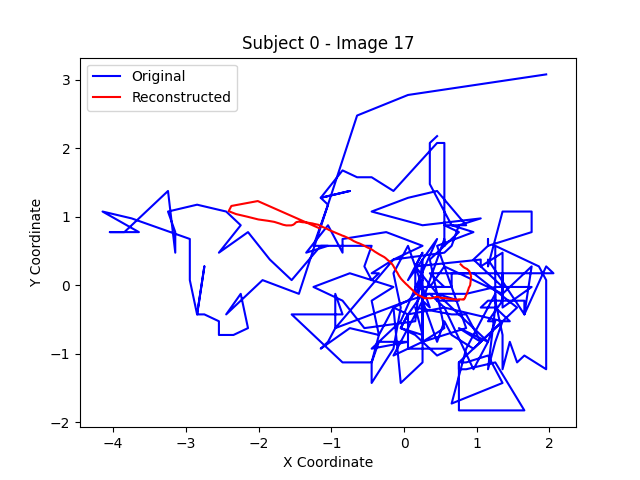 Subject 0 - Image 17
Original
Reconstructed
Y Coordinate
3
2
1
0
−1
−2
−4 −3 −2 −1 0 1 2
X Coordinate